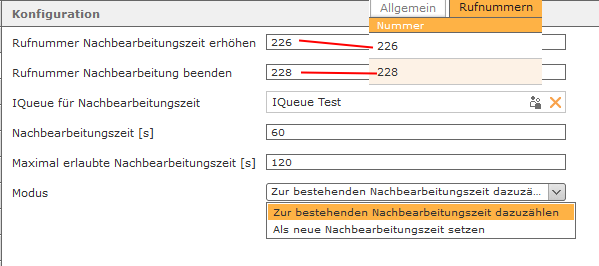 Allgemein Rufnummern
Konfiguration
Nummer
Rufnummer Nachbearbeitungszeit erhöhen 226 226
Rufnummer Nachbearbeitung beenden 228 228
IQueue für Nachbearbeitungszeit IQueue Test
Nachbearbeitungszeit [s] 60
Maximal erlaubte Nachbearbeitungszeit [s] 120
Modus Zur bestehenden Nachbearbeitungszeit dazuzä...
Zur bestehenden Nachbearbeitungszeit dazuzählen
Als neue Nachbearbeitungszeit setzen